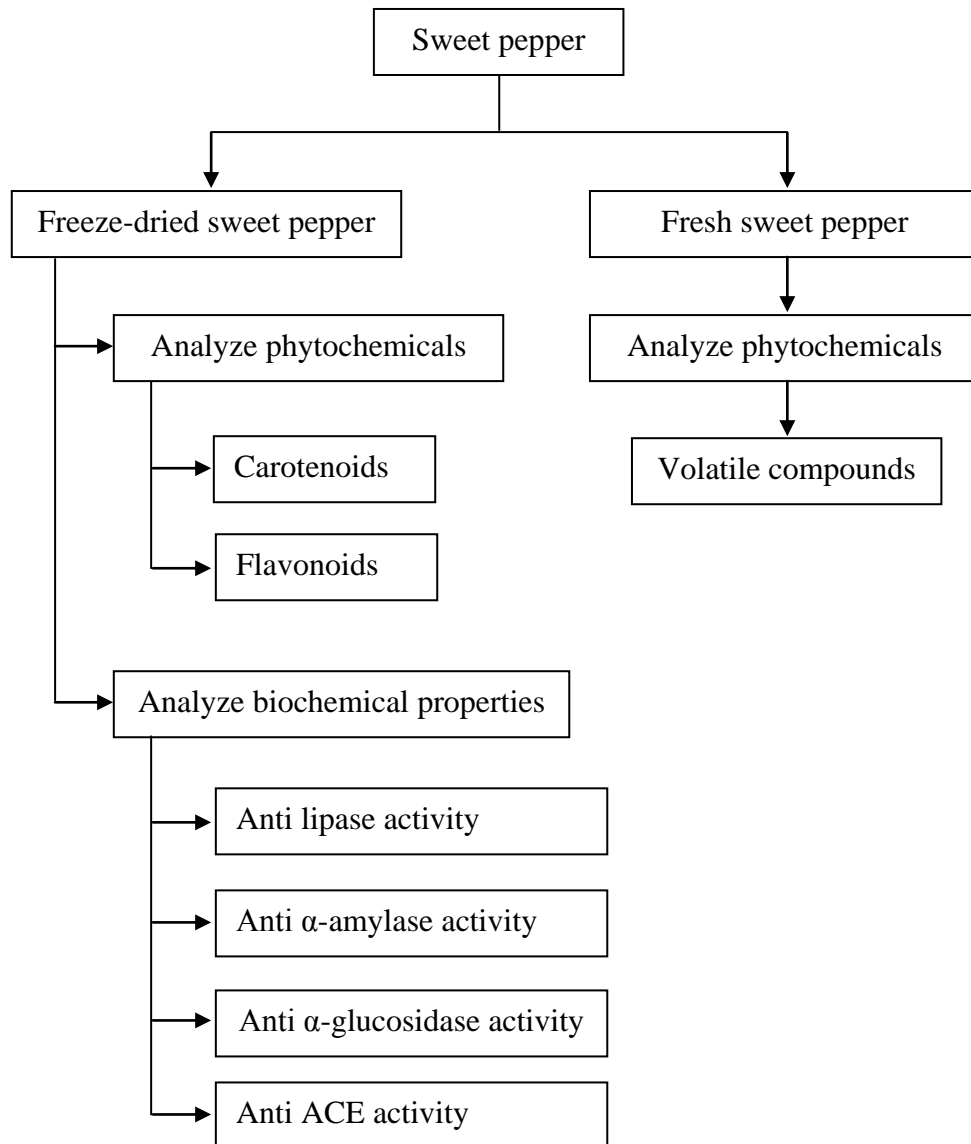 Sweet pepper
Freeze-dried sweet pepper
Fresh sweet pepper
Analyze phytochemicals
Analyze phytochemicals
Carotenoids
Volatile compounds
Flavonoids
Analyze biochemical properties
Anti lipase activity
Anti α-amylase activity
Anti α-glucosidase activity
Anti ACE activity